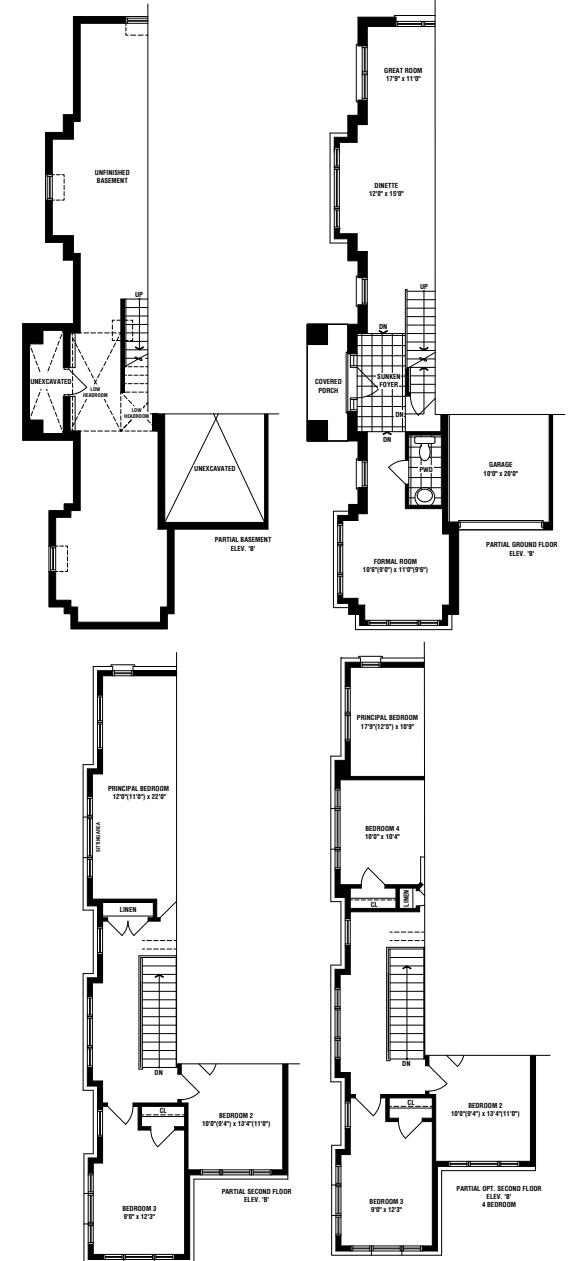 UNFINISHED
BASEMENT
UP
UNEXCAVATED
LOW
HEADROOM
LOW
HEADROOM
UNEXCAVATED
PARTIAL BASEMENT
ELEV. 'B'
GREAT ROOM
17'9" x 11'0"
DINETTE
12'0" x 15'0"
UP
DN
COVERED
PORCH
SUNKEN
FOYER
DN
DN
PWD
GARAGE
10'0" x 20'0"
FORMAL ROOM
10'6"(9'0") x 11'0"(9'6")
PARTIAL GROUND FLOOR
ELEV. 'B'
PRINCIPAL BEDROOM
12'0"(11'0") x 22'0"
SITTING AREA
LINEN
DN
CL
BEDROOM 2
10'0"(9'4") x 13'4"(11'0")
BEDROOM 3
9'0" x 12'3"
PARTIAL SECOND FLOOR
ELEV. 'B'
PRINCIPAL BEDROOM
17'9"(12'5") x 10'9"
BEDROOM 4
10'0" x 10'4"
CL
LINEN
DN
CL
BEDROOM 2
10'0"(9'4") x 13'4"(11'0")
BEDROOM 3
9'0" x 12'3"
PARTIAL OPT. SECOND FLOOR
ELEV. 'B'
4 BEDROOM